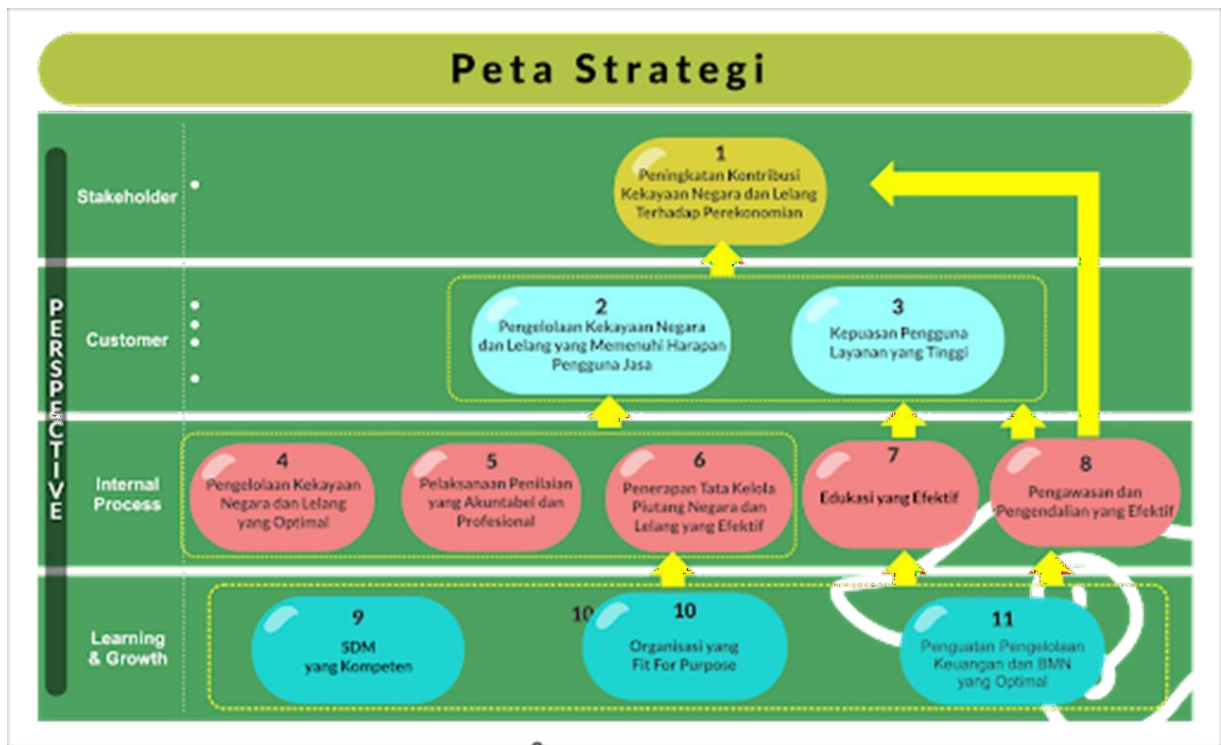 Peta Strategi
PERSPECTIVE
Stakeholder
1
Peningkatan Kontribusi
Kekayaan Negara dan Lelang
Terhadap Perekonomian
Customer
2
Pengelolaan Kekayaan Negara
dan Lelang yang Memenuhi Harapan
Pengguna Jasa
3
Kepuasan Pengguna
Layanan yang Tinggi
Internal
Process
4
Pengelolaan Kekayaan
Negara dan Lelang
yang Optimal
5
Pelaksanaan Penilaian
yang Akuntabel dan
Profesional
6
Penerapan Tata Kelola
Piutang Negara dan
Lelang yang Efektif
7
Edukasi yang Efektif
8
Pengawasan dan
Pengendalian yang Efektif
Learning
& Growth
9
SDM
yang Kompeten
10
10
Organisasi yang
Fit For Purpose
11
Penguatan Pengelolaan
Keuangan dan BMN
yang Optimal